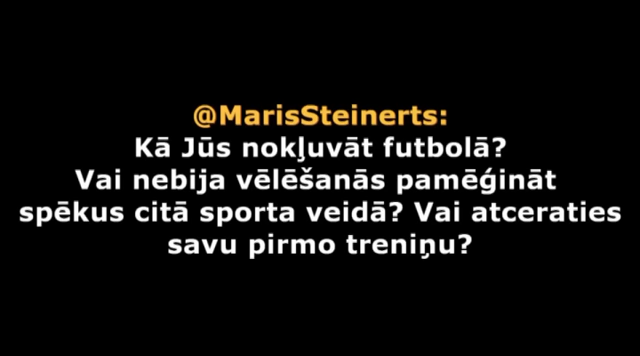 @MarisSteinerts:
Kā Jūs nokļuvāt futbolā?
Vai nebija vēlēšanās pamēģināt
spēkus citā sporta veidā? Vai atceraties
savu pirmo treniņu?